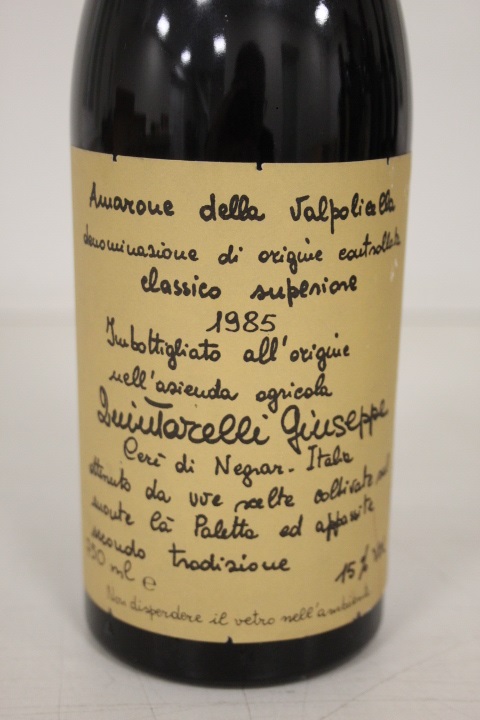 Amarone della Valpolicella
denominazione di origine controllata
classico superiore
1985
Imbottigliato all'origine
nell'azienda agricola
Quintarelli Giuseppe
Cerè di Negrar - Italia
ottenuto da uve scelte coltivate sul
monte Cà Paletta ed appassite
secondo tradizione
750 ml e 15% Vol.
Non disperdere il vetro nell'ambiente